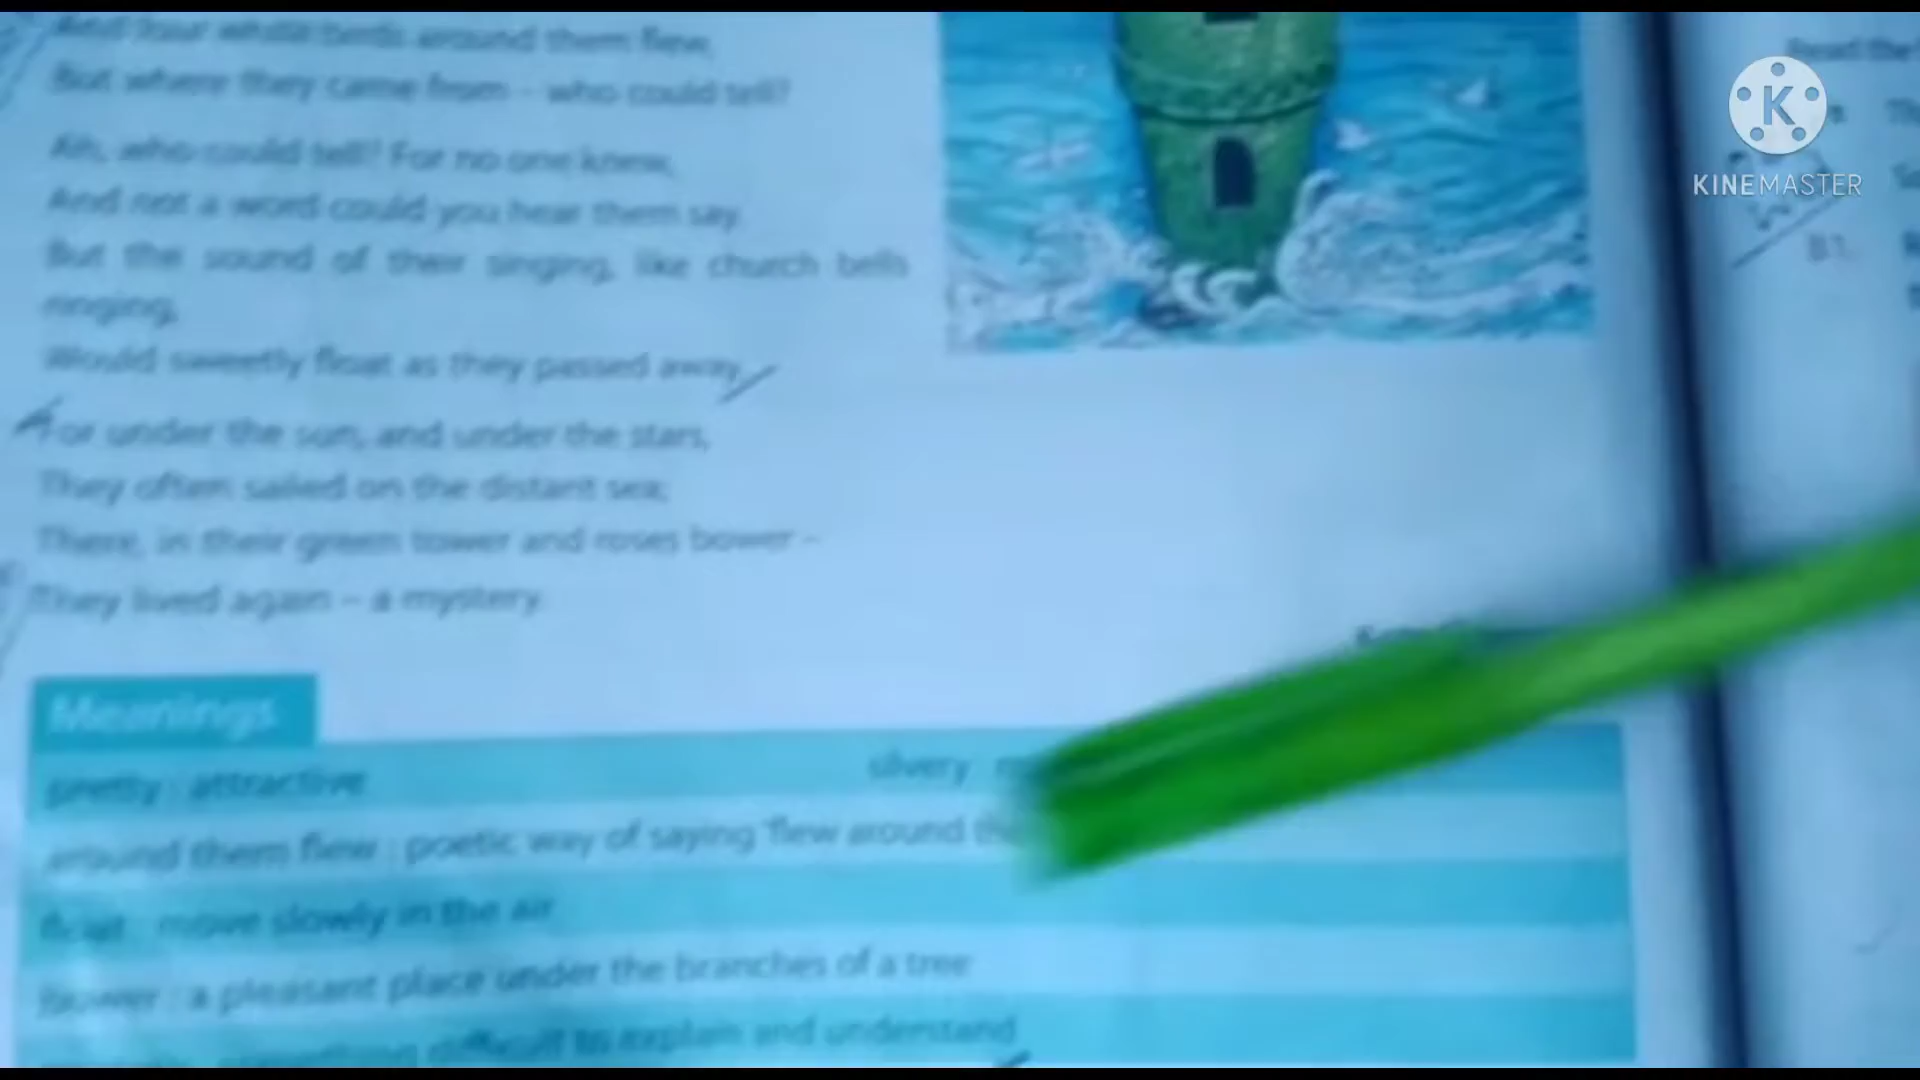 And four white birds around them flew,
But where they came from – who could tell?
Ah, who could tell? For no one knew,
And not a word could you hear them say.
But the sound of their singing, like church bells
ringing,
Would sweetly float as they passed away.
For under the sun, and under the stars,
They often sailed on the distant sea;
There, in their green tower and roses bower –
They lived again – a mystery.
Meanings
pretty : attractive
silvery
around them flew : poetic way of saying 'flew around
float : move slowly in the air
bower : a pleasant place under the branches of a tree
something difficult to explain and understand
Read the
B1.
KINEMASTER